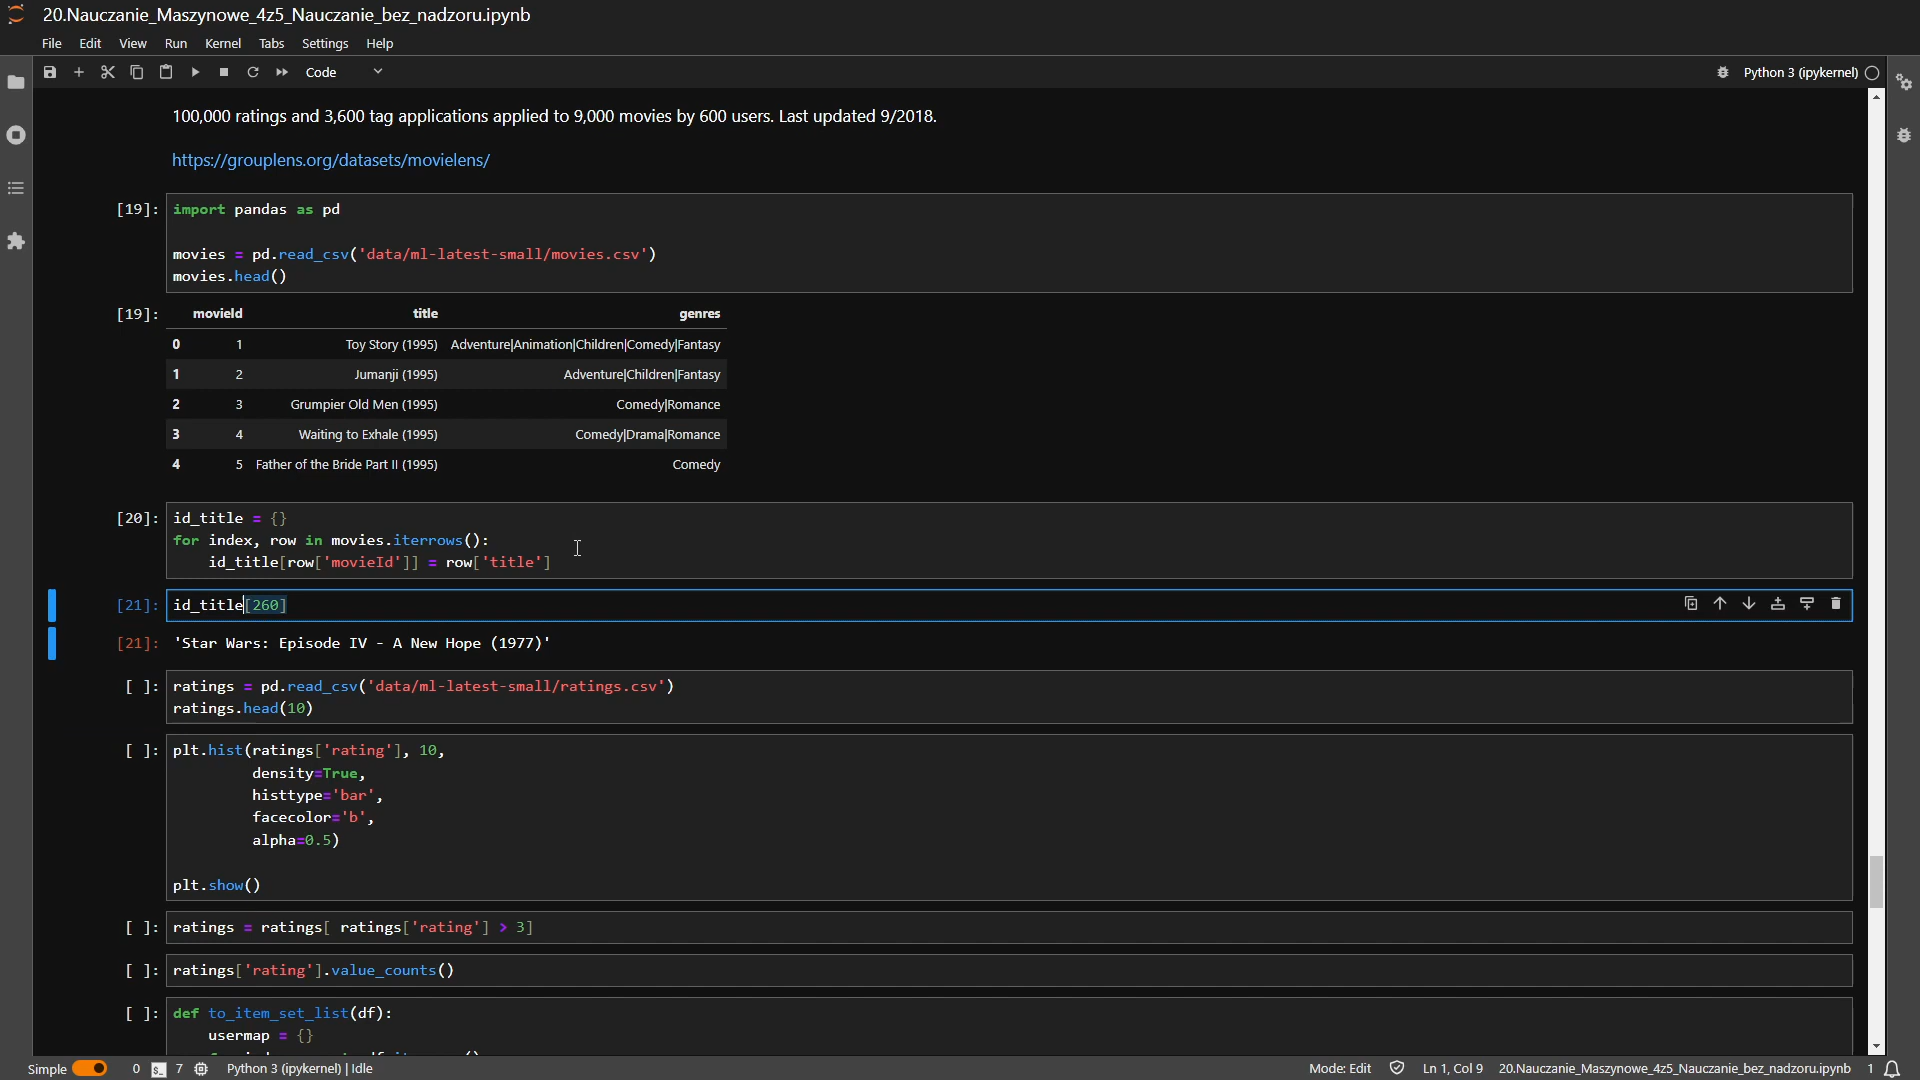 20.Nauczanie_Maszynowe_4z5_Nauczanie_bez_nadzoru.ipynb
File Edit View Run Kernel Tabs Settings Help
Code
Python 3 (ipykernel)
100,000 ratings and 3,600 tag applications applied to 9,000 movies by 600 users. Last updated 9/2018.
https://grouplens.org/datasets/movielens/
[19]: import pandas as pd
movies = pd.read_csv('data/ml-latest-small/movies.csv')
movies.head()
[19]: movieId title genres
0 1 Toy Story (1995) Adventure|Animation|Children|Comedy|Fantasy
1 2 Jumanji (1995) Adventure|Children|Fantasy
2 3 Grumpier Old Men (1995) Comedy|Romance
3 4 Waiting to Exhale (1995) Comedy|Drama|Romance
4 5 Father of the Bride Part II (1995) Comedy
[20]: id_title = {}
for index, row in movies.iterrows():
id_title[row['movieId']] = row['title']
[21]: id_title[260]
[21]: 'Star Wars: Episode IV - A New Hope (1977)'
[ ]: ratings = pd.read_csv('data/ml-latest-small/ratings.csv')
ratings.head(10)
[ ]: plt.hist(ratings['rating'], 10,
density=True,
histtype='bar',
facecolor='b',
alpha=0.5)
plt.show()
[ ]: ratings = ratings[ ratings['rating'] > 3]
[ ]: ratings['rating'].value_counts()
[ ]: def to_item_set_list(df):
usermap = {}
Simple 0 7 Python 3 (ipykernel) | Idle Mode: Edit Ln 1, Col 9 20.Nauczanie_Maszynowe_4z5_Nauczanie_bez_nadzoru.ipynb 1